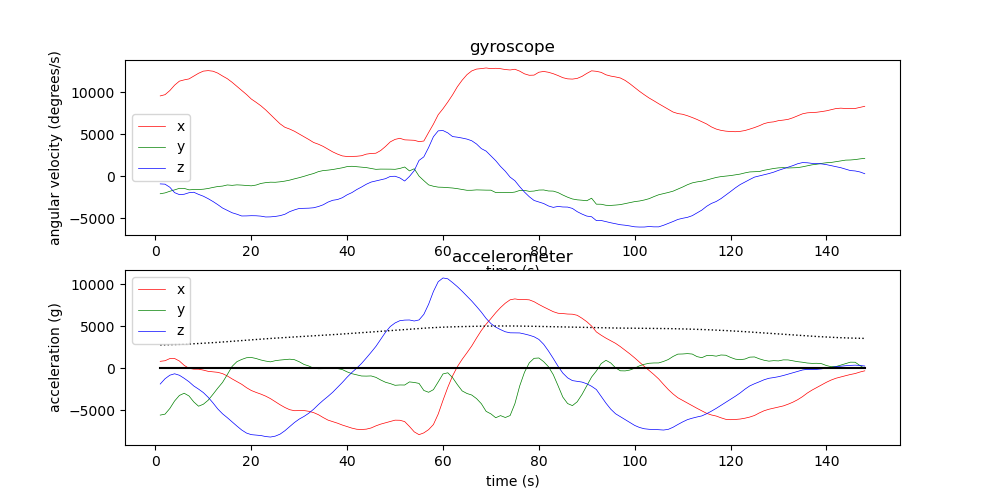 gyroscope
angular velocity (degrees/s)
10000
5000
0
−5000
x
y
z
0 20 40 60 80 100 120 140
time (s)
accelerometer
acceleration (g)
10000
5000
0
−5000
x
y
z
0 20 40 60 80 100 120 140
time (s)